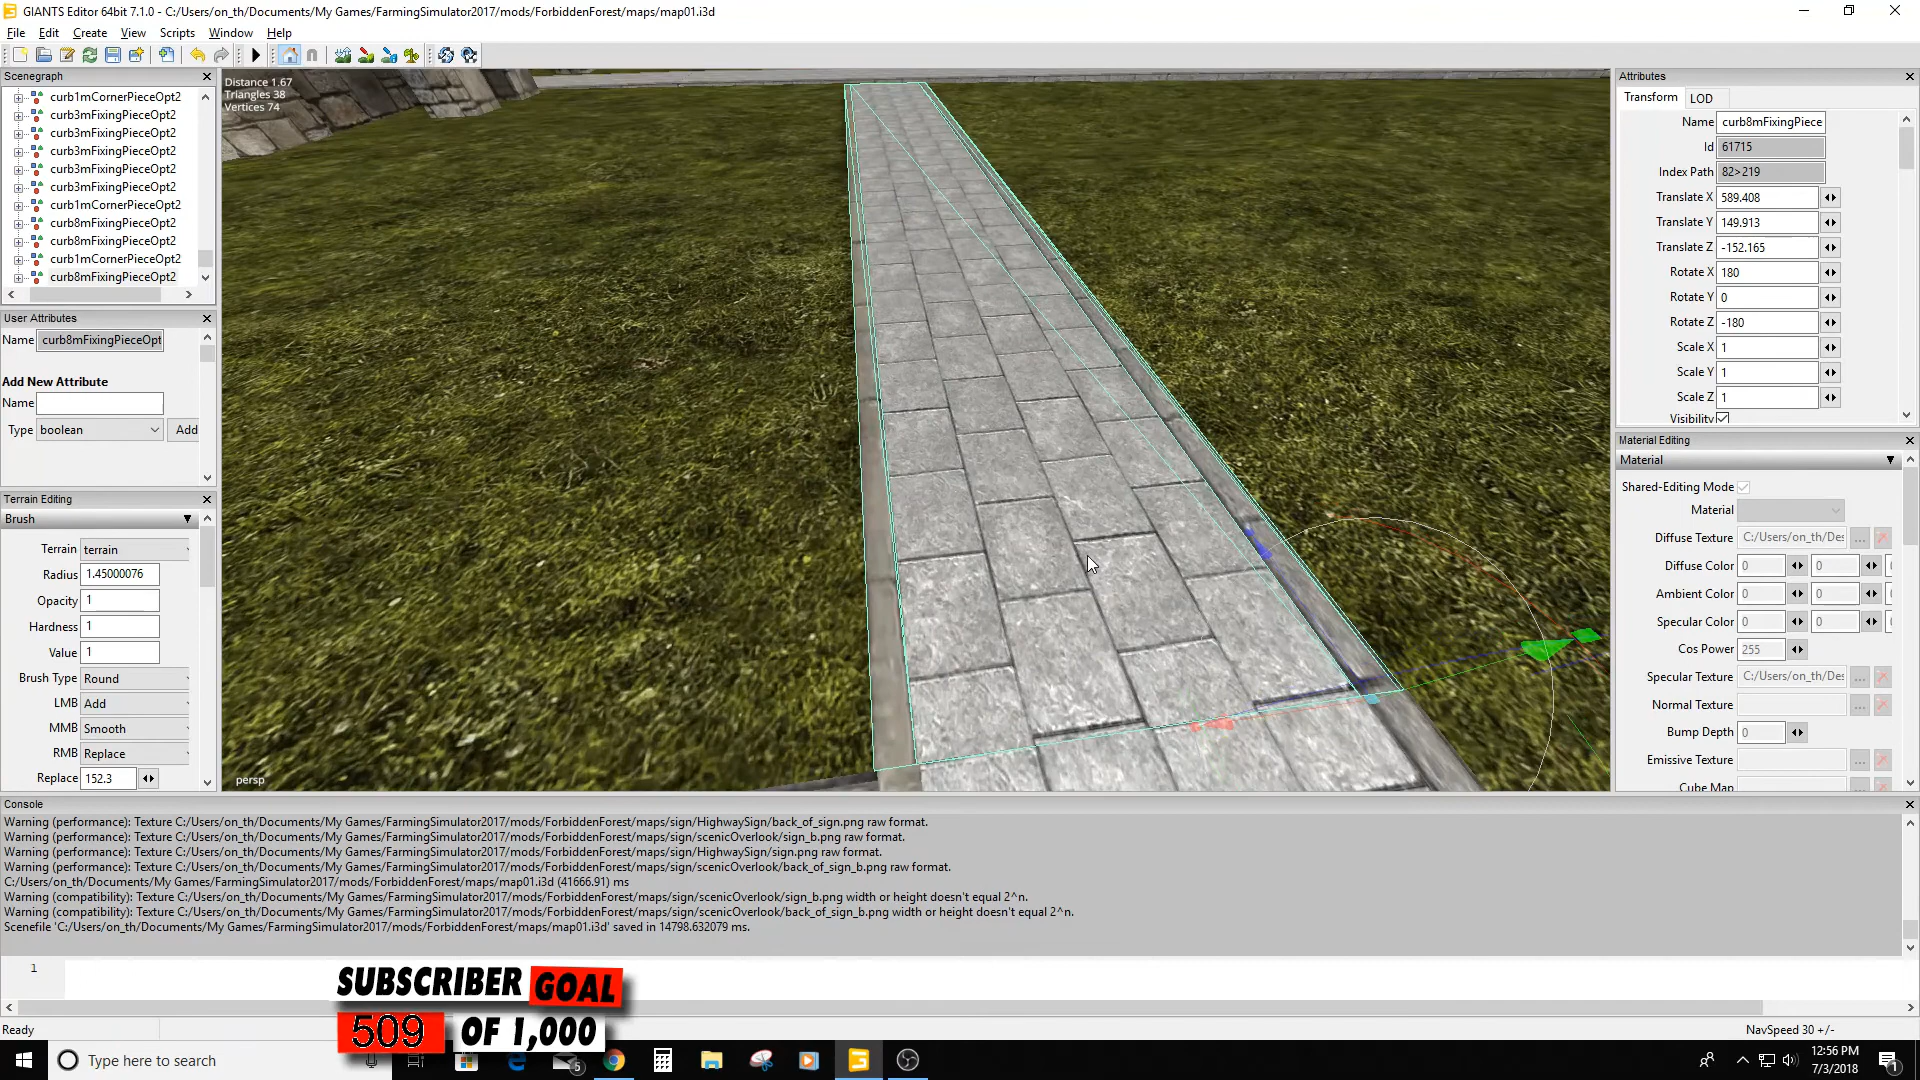 GIANTS Editor 64bit 7.1.0 - C:/Users/on_th/Documents/My Games/FarmingSimulator2017/mods/ForbiddenForest/maps/map01.i3d
File Edit Create View Scripts Window Help
Scenegraph
curb1mCornerPieceOpt2
curb3mFixingPieceOpt2
curb3mFixingPieceOpt2
curb3mFixingPieceOpt2
curb3mFixingPieceOpt2
curb3mFixingPieceOpt2
curb1mCornerPieceOpt2
curb8mFixingPieceOpt2
curb8mFixingPieceOpt2
curb1mCornerPieceOpt2
curb8mFixingPieceOpt2
User Attributes
Name curb8mFixingPieceOpt
Add New Attribute
Name
Type boolean Add
Terrain Editing
Brush
Terrain terrain
Radius 1.45000076
Opacity 1
Hardness 1
Value 1
Brush Type Round
LMB Add
MMB Smooth
RMB Replace
Replace 152.3
Distance 1.67
Triangles 38
Vertices 74
persp
Attributes
Transform LOD
Name curb8mFixingPiece
Id 61715
Index Path 82>219
Translate X 589.408
Translate Y 149.913
Translate Z -152.165
Rotate X 180
Rotate Y 0
Rotate Z -180
Scale X 1
Scale Y 1
Scale Z 1
Visibility
Material Editing
Material
Shared-Editing Mode
Material
Diffuse Texture C:/Users/on_th/Des ...
Diffuse Color 0 0
Ambient Color 0 0
Specular Color 0 0
Cos Power 255
Specular Texture C:/Users/on_th/Des ...
Normal Texture ...
Bump Depth 0
Emissive Texture ...
Cube Map
Console
Warning (performance): Texture C:/Users/on_th/Documents/My Games/FarmingSimulator2017/mods/ForbiddenForest/maps/sign/HighwaySign/back_of_sign.png raw format.
Warning (performance): Texture C:/Users/on_th/Documents/My Games/FarmingSimulator2017/mods/ForbiddenForest/maps/sign/scenicOverlook/sign_b.png raw format.
Warning (performance): Texture C:/Users/on_th/Documents/My Games/FarmingSimulator2017/mods/ForbiddenForest/maps/sign/HighwaySign/sign.png raw format.
Warning (performance): Texture C:/Users/on_th/Documents/My Games/FarmingSimulator2017/mods/ForbiddenForest/maps/sign/scenicOverlook/back_of_sign_b.png raw format.
C:/Users/on_th/Documents/My Games/FarmingSimulator2017/mods/ForbiddenForest/maps/map01.i3d (41666.91) ms
Warning (compatibility): Texture C:/Users/on_th/Documents/My Games/FarmingSimulator2017/mods/ForbiddenForest/maps/sign/scenicOverlook/sign_b.png width or height doesn't equal 2^n.
Warning (compatibility): Texture C:/Users/on_th/Documents/My Games/FarmingSimulator2017/mods/ForbiddenForest/maps/sign/scenicOverlook/back_of_sign_b.png width or height doesn't equal 2^n.
Scenefile 'C:/Users/on_th/Documents/My Games/FarmingSimulator2017/mods/ForbiddenForest/maps/map01.i3d' saved in 14798.632079 ms.
1
SUBSCRIBER GOAL
509 OF 1,000
Ready
NavSpeed 30 +/-
Type here to search
5
12:56 PM
7/3/2018
1